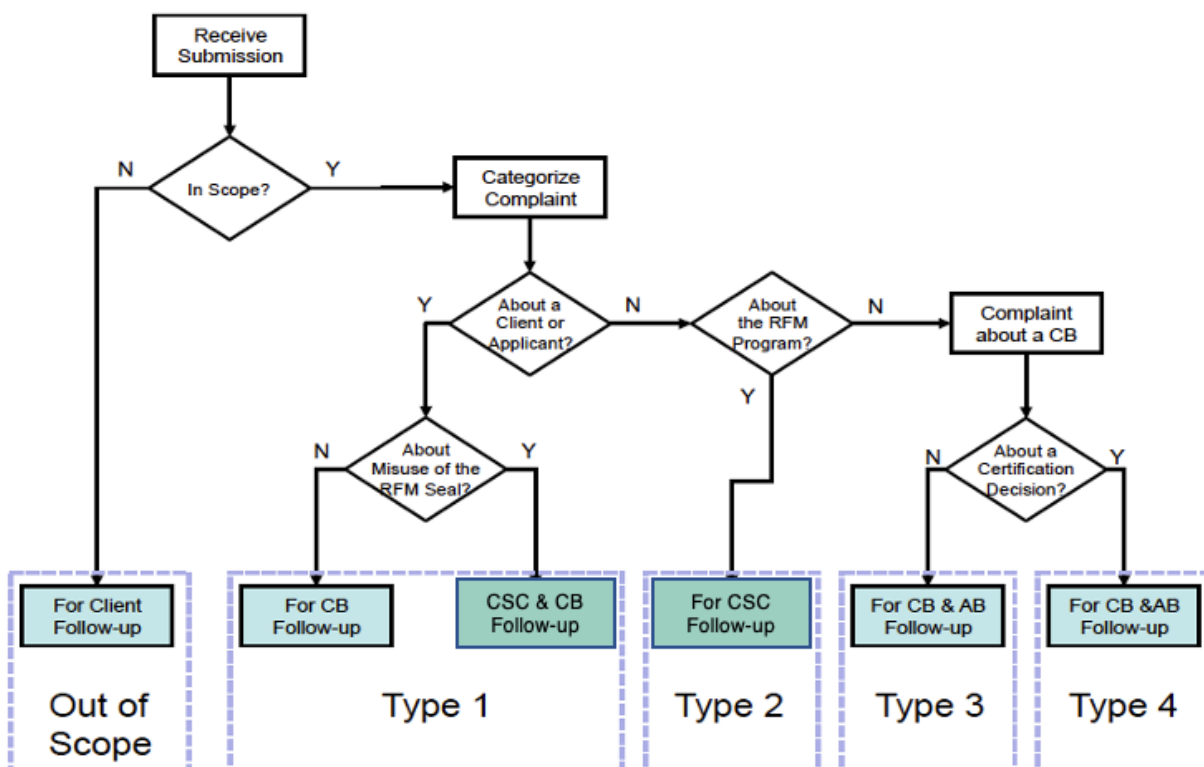 Receive
Submission
N
Y
In Scope?
Categorize
Complaint
Y
About a
Client or
Applicant?
N
About
the RFM
Program?
N
Complaint
about a CB
Y
N
About
Misuse of the
RFM Seal?
Y
N
About a
Certification
Decision?
Y
For Client
Follow-up
For CB
Follow-up
CSC & CB
Follow-up
For CSC
Follow-up
For CB & AB
Follow-up
For CB &AB
Follow-up
Out of
Scope
Type 1
Type 2
Type 3
Type 4